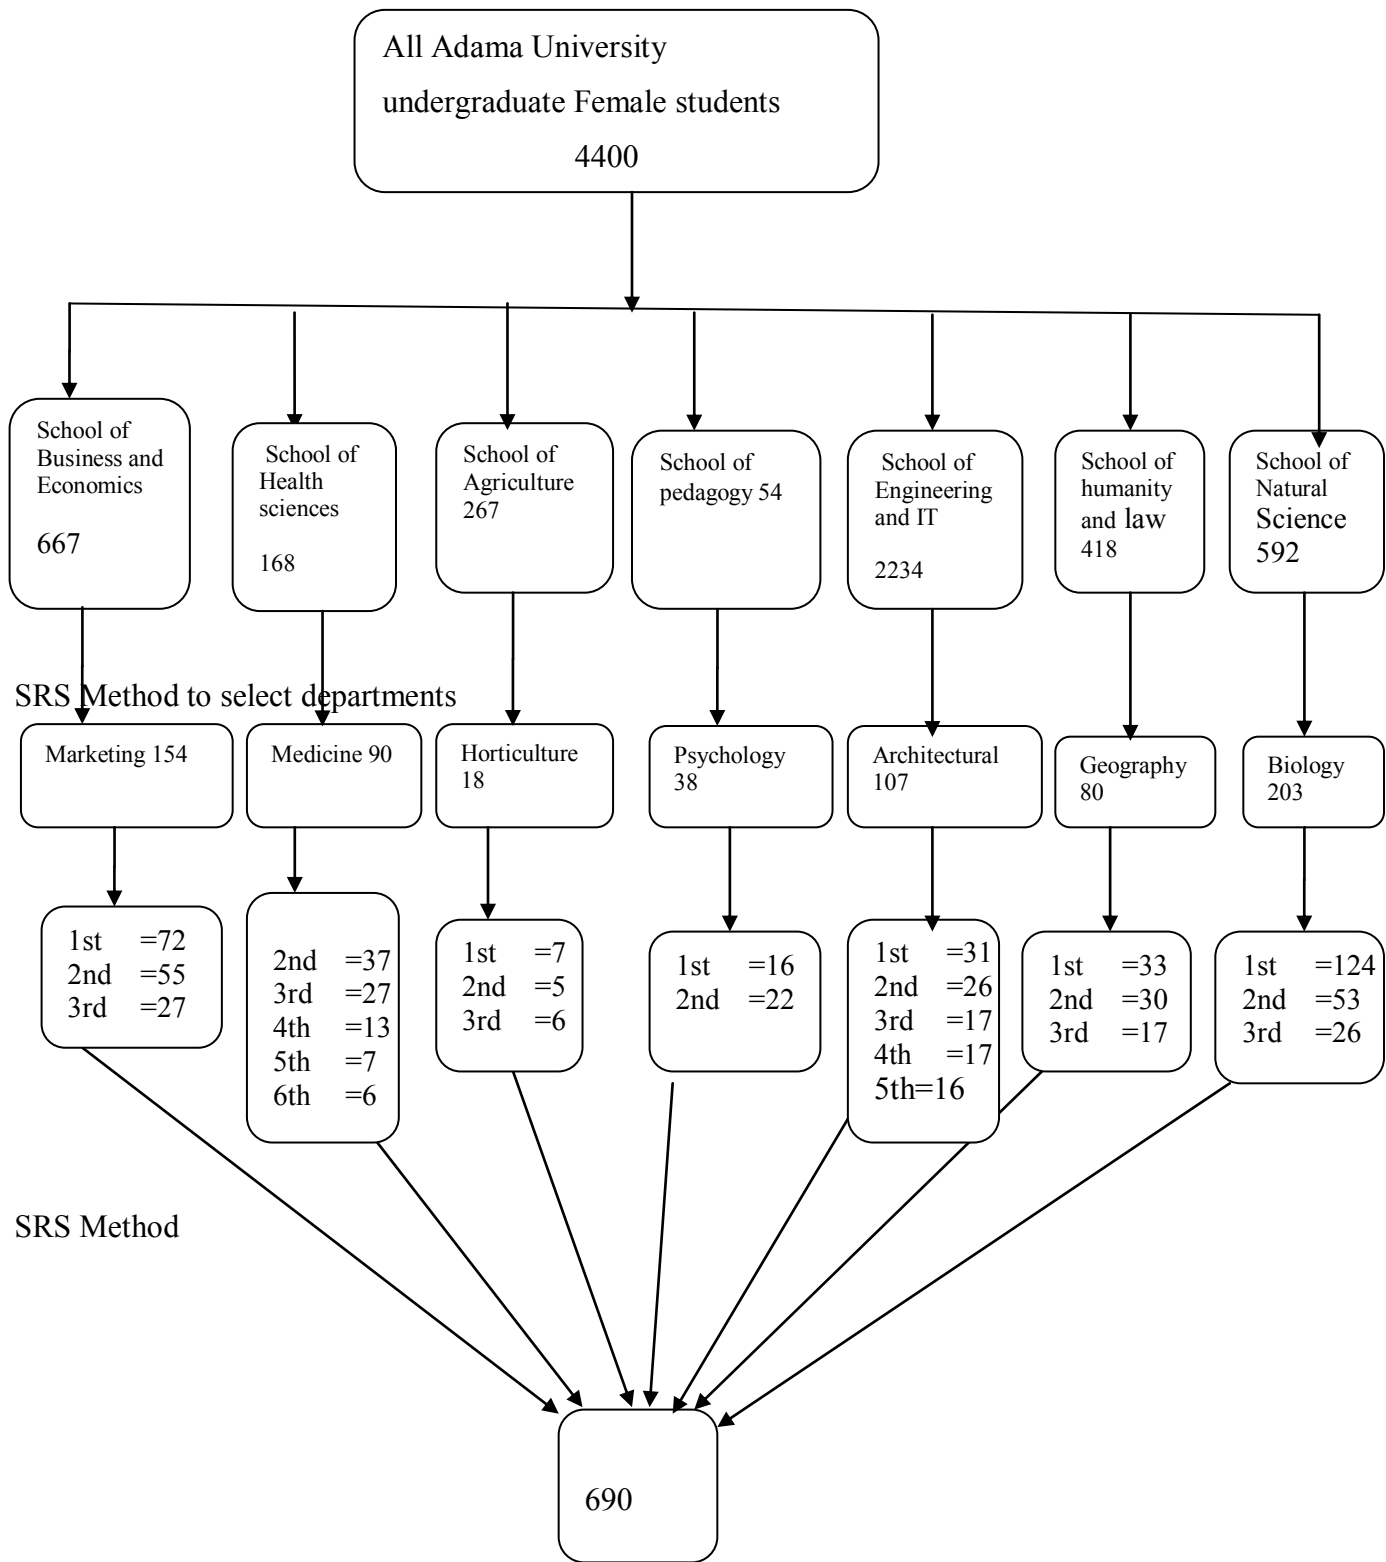 All Adama University
undergraduate Female students
4400
School of
Business and
Economics
667
School of
Health
sciences
168
School of
Agriculture
267
School of
pedagogy 54
School of
Engineering
and IT
2234
School of
humanity
and law
418
School of
Natural
Science
592
SRS Method to select departments
Marketing 154
Medicine 90
Horticulture
18
Psychology
38
Architectural
107
Geography
80
Biology
203
1st =72
2nd =55
3rd =27
2nd =37
3rd =27
4th =13
5th =7
6th =6
1st =7
2nd =5
3rd =6
1st =16
2nd =22
1st =31
2nd =26
3rd =17
4th =17
5th=16
1st =33
2nd =30
3rd =17
1st =124
2nd =53
3rd =26
SRS Method
690